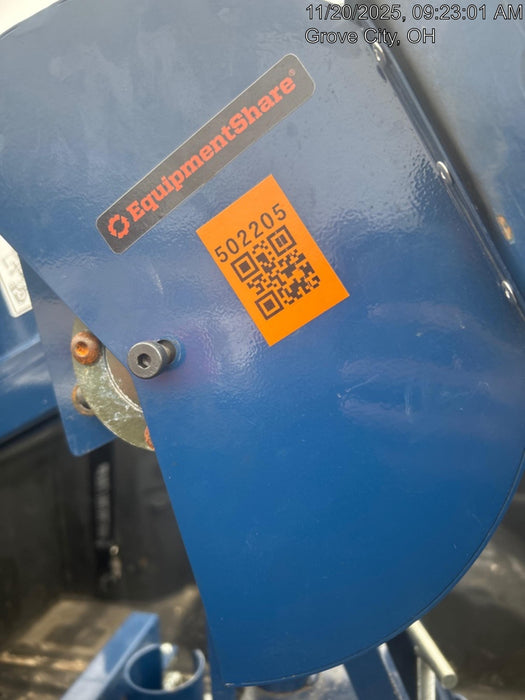 11/20/2025, 09:23:01 AM
Grove City, OH
EquipmentShare®
502205